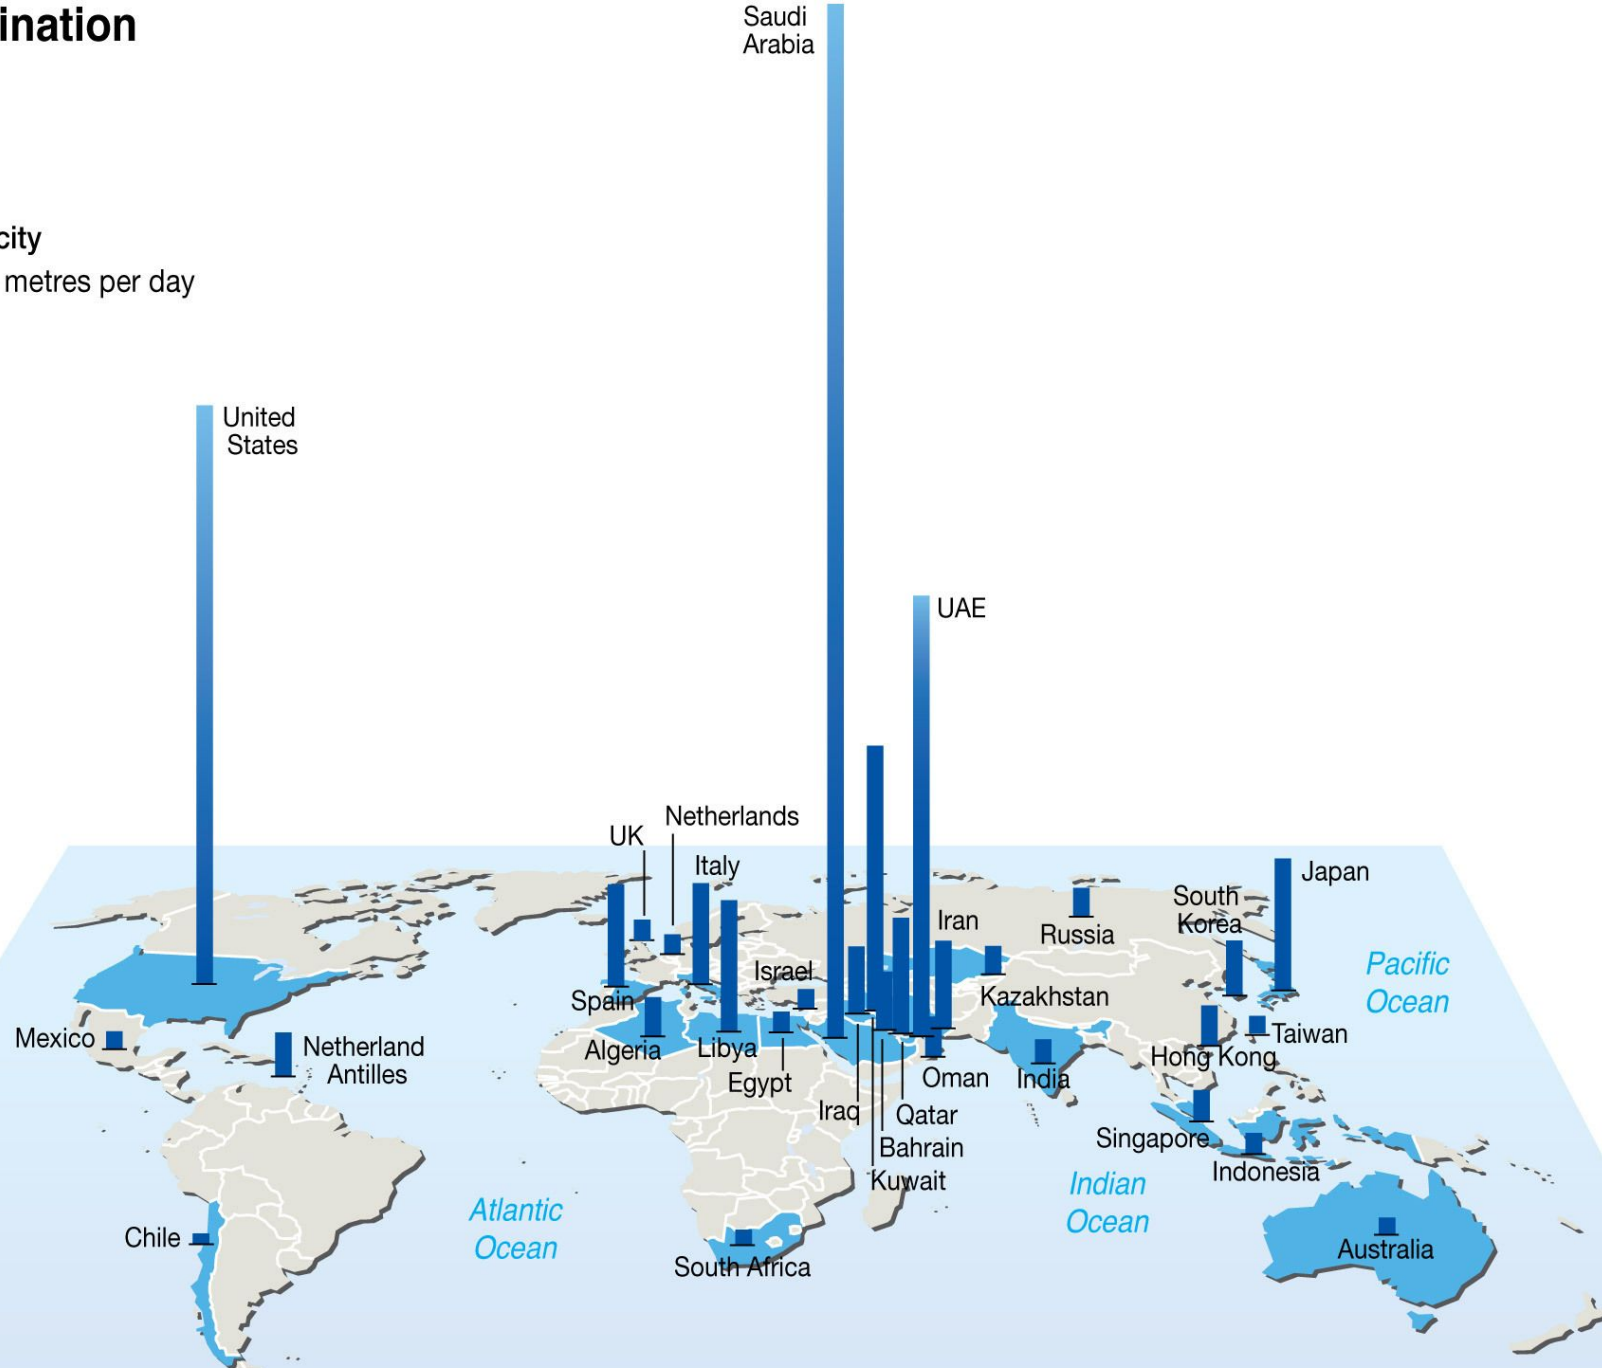 ination
city
metres per day
Saudi
Arabia
United
States
UAE
Netherlands
UK
Italy
Japan
South
Korea
Iran
Russia
Pacific
Ocean
Israel
Spain
Kazakhstan
Mexico
Netherland
Antilles
Algeria
Libya
Taiwan
Hong Kong
Egypt
Oman
India
Iraq
Qatar
Bahrain
Kuwait
Singapore
Indonesia
Indian
Ocean
Atlantic
Ocean
Chile
South Africa
Australia